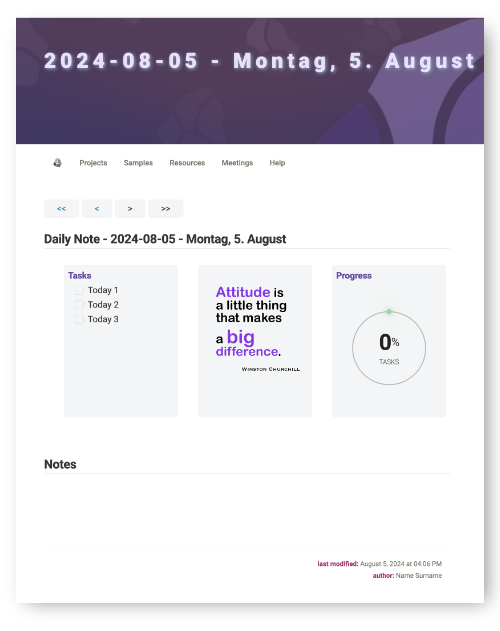 2024-08-05 - Montag, 5. August
Projects Samples Resources Meetings Help
<< < > >>
Daily Note - 2024-08-05 - Montag, 5. August
Tasks
Today 1
Today 2
Today 3
Attitude is
a little thing
that makes
a big
difference.
WINSTON CHURCHILL
Progress
0%
TASKS
Notes
last modified: August 5, 2024 at 04:06 PM
author: Name Surname